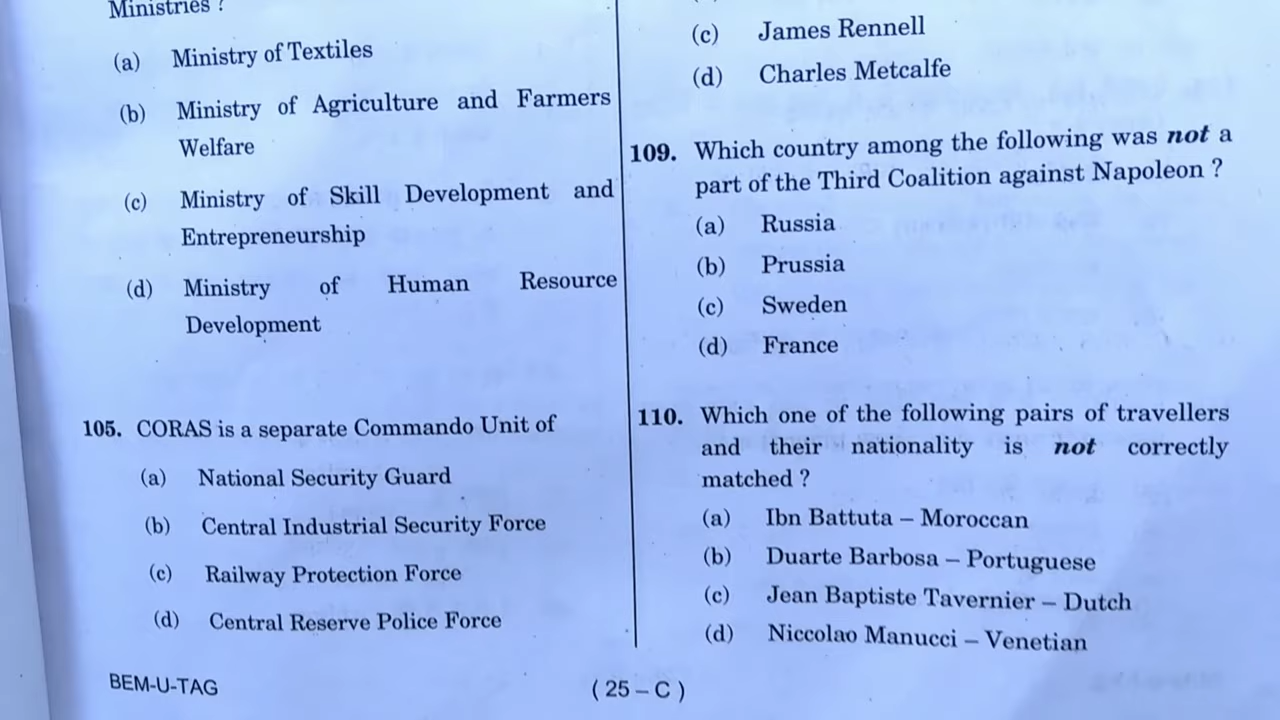 Ministries ?
(a) Ministry of Textiles
(b) Ministry of Agriculture and Farmers
Welfare
(c) Ministry of Skill Development and
Entrepreneurship
(d) Ministry of Human Resource
Development
105. CORAS is a separate Commando Unit of
(a) National Security Guard
(b) Central Industrial Security Force
(c) Railway Protection Force
(d) Central Reserve Police Force
(c) James Rennell
(d) Charles Metcalfe
109. Which country among the following was not a
part of the Third Coalition against Napoleon ?
(a) Russia
(b) Prussia
(c) Sweden
(d) France
110. Which one of the following pairs of travellers
and their nationality is not correctly
matched ?
(a) Ibn Battuta – Moroccan
(b) Duarte Barbosa – Portuguese
(c) Jean Baptiste Tavernier – Dutch
(d) Niccolao Manucci – Venetian
BEM-U-TAG
( 25 – C )